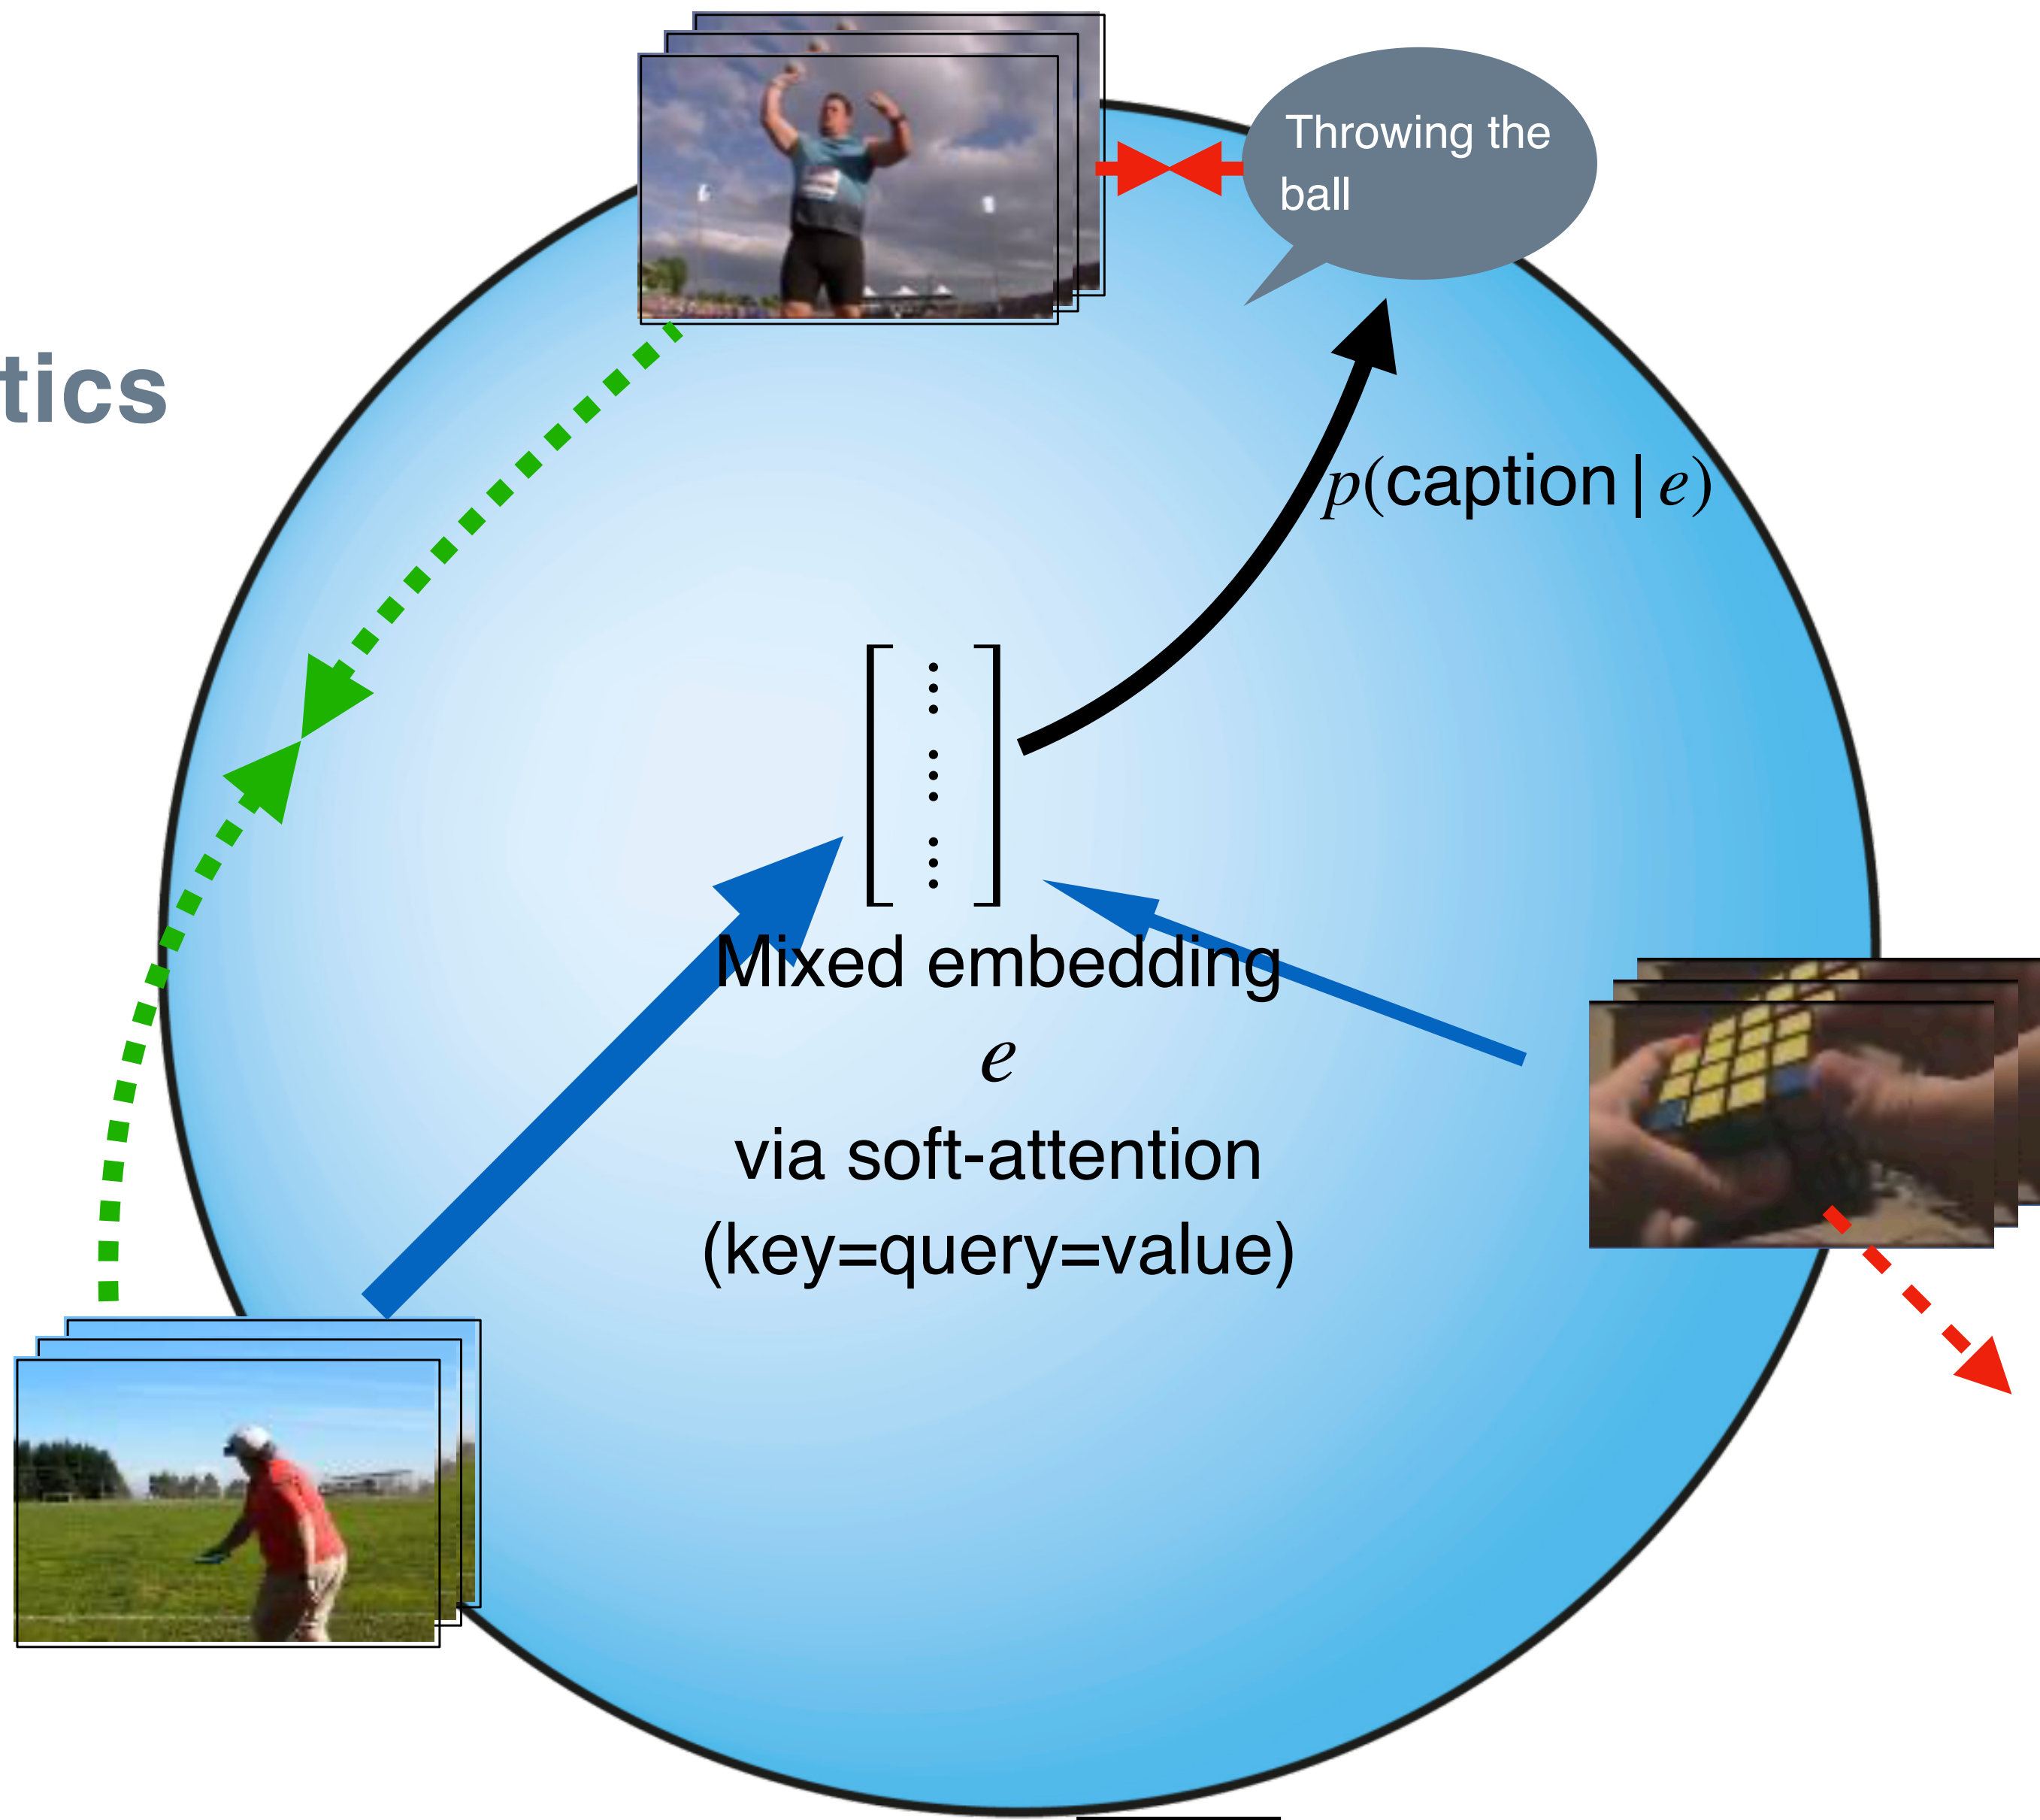 Throwing the
ball
tics
p(caption | e)
Mixed embedding
e
via soft-attention
(key=query=value)